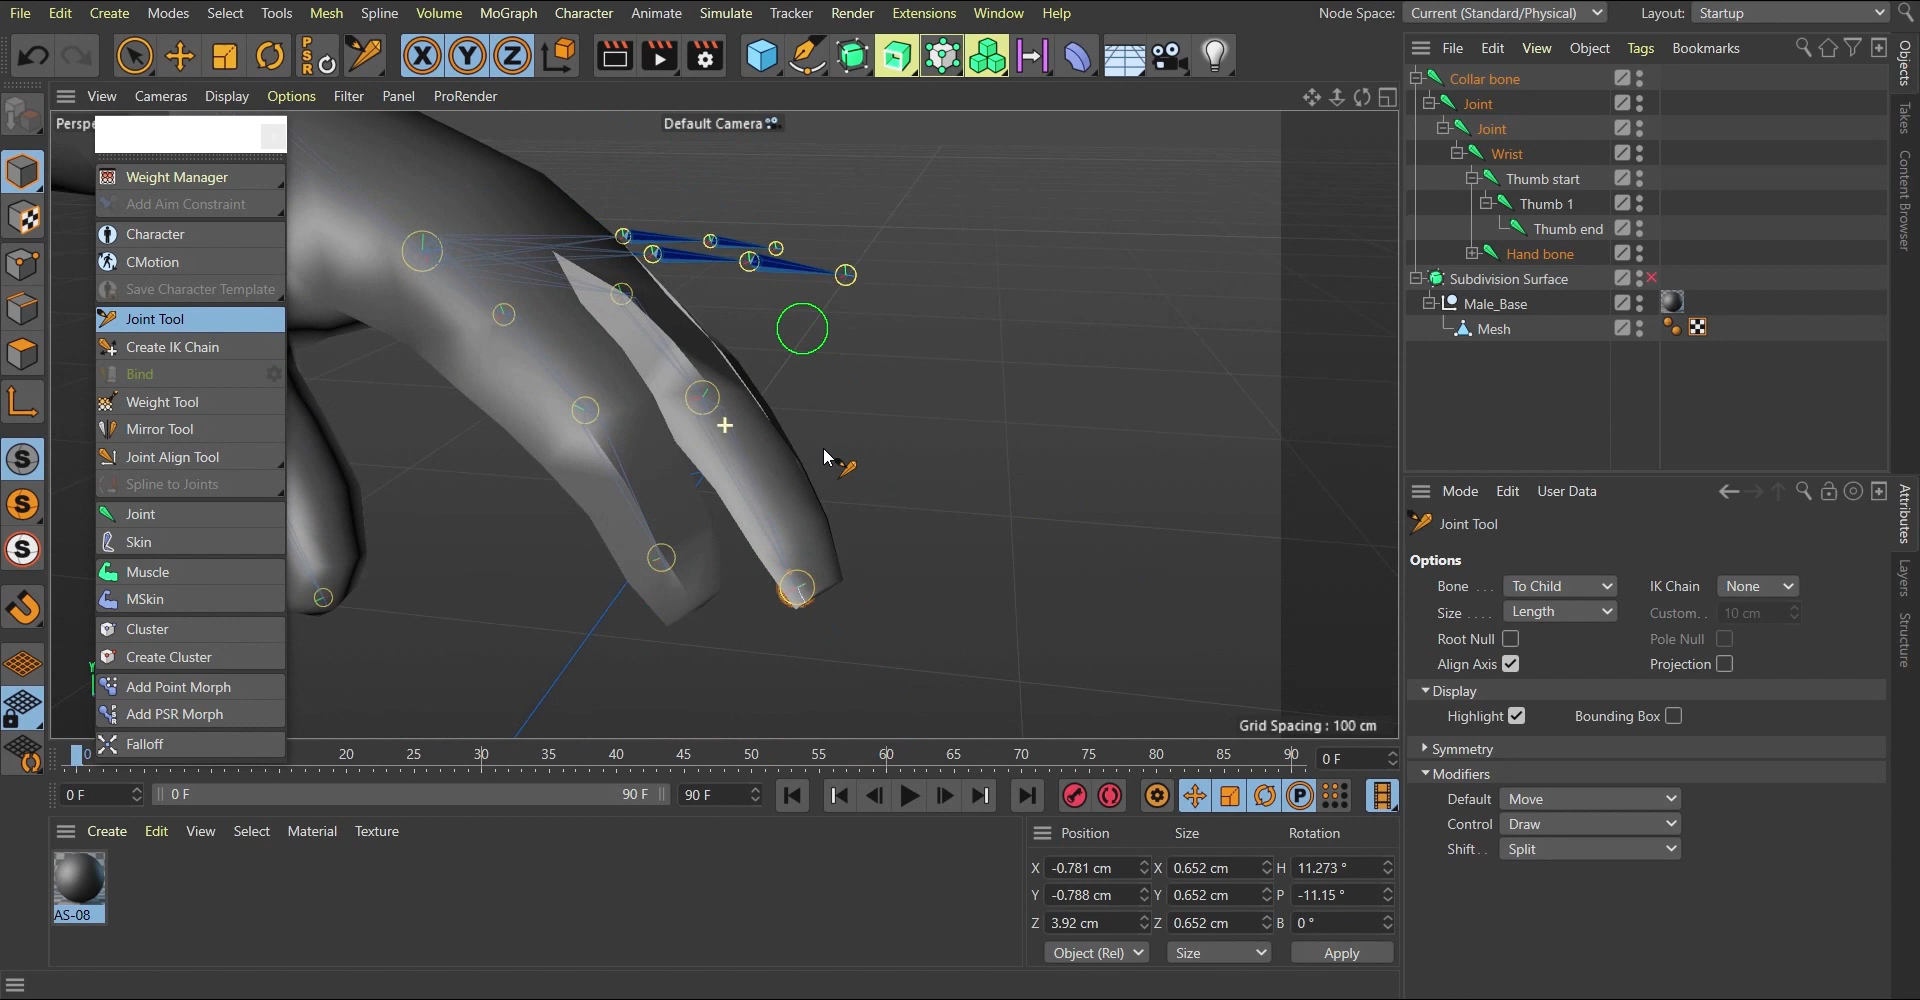 File Edit Create Modes Select Tools Mesh Spline Volume MoGraph Character Animate Simulate Tracker Render Extensions Window Help Node Space: Current (Standard/Physical) Layout: Startup
PSR X Y Z
File Edit View Object Tags Bookmarks
View Cameras Display Options Filter Panel ProRender
Default Camera
Weight Manager
Add Aim Constraint
Character
CMotion
Save Character Template
Joint Tool
Create IK Chain
Bind
Weight Tool
Mirror Tool
Joint Align Tool
Spline to Joints
Joint
Skin
Muscle
MSkin
Cluster
Create Cluster
Add Point Morph
Add PSR Morph
Falloff
Y
Grid Spacing : 100 cm
Collar bone
Joint
Joint
Wrist
Thumb start
Thumb 1
Thumb end
Hand bone
Subdivision Surface
Male_Base
Mesh
Objects
Takes
Content Browser
Mode Edit User Data
Joint Tool
Options
Bone . . . To Child IK Chain None
Size . . . . Length Custom. . 10 cm
Root Null Pole Null
Align Axis Projection
Display
Highlight Bounding Box
Symmetry
Modifiers
Default Move
Control Draw
Shift. . Split
Attributes
Layers
Structure
0 20 25 30 35 40 45 50 55 60 65 70 75 80 85 90 0 F
0 F 0 F 90 F 90 F P
Create Edit View Select Material Texture
AS-08
Position Size Rotation
X -0.781 cm X 0.652 cm H 11.273 °
Y -0.788 cm Y 0.652 cm P -11.15 °
Z 3.92 cm Z 0.652 cm B 0 °
Object (Rel) Size Apply
S
S
S